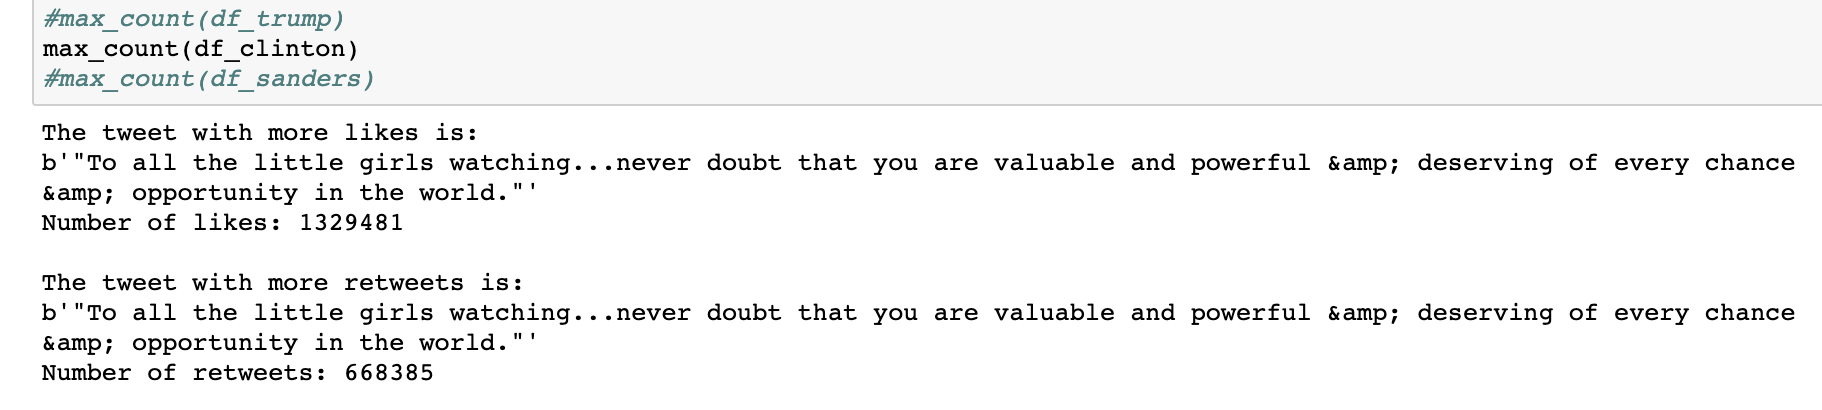 #max_count(df_trump)
max_count(df_clinton)
#max_count(df_sanders)
The tweet with more likes is:
b'"To all the little girls watching...never doubt that you are valuable and powerful &amp; deserving of every chance
&amp; opportunity in the world."'
Number of likes: 1329481
The tweet with more retweets is:
b'"To all the little girls watching...never doubt that you are valuable and powerful &amp; deserving of every chance
&amp; opportunity in the world."'
Number of retweets: 668385